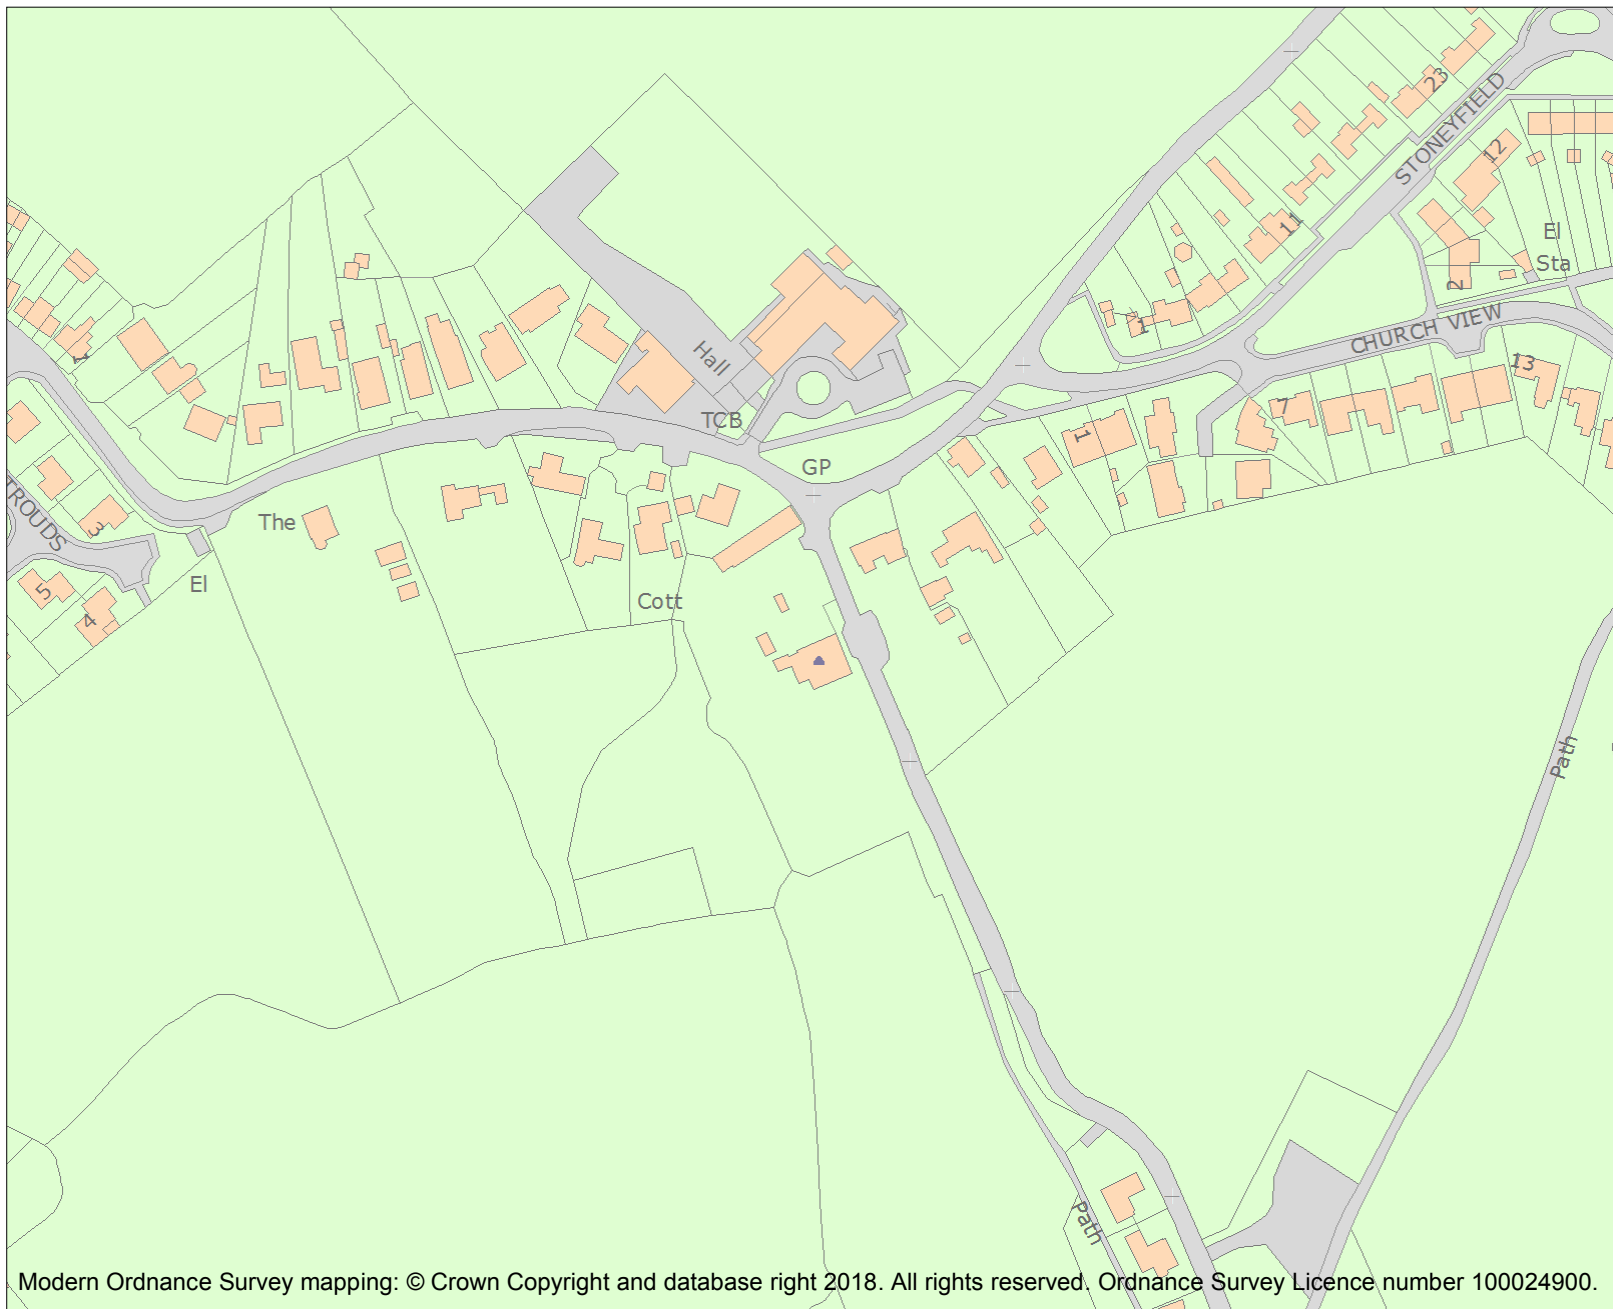 23
STONEYFIELD
12
11
El
Sta
2
1
CHURCH VIEW
13
Hall
1
TCB
7
1
GP
TROUDS
3
The
El
5
4
Cott
Path
Path
Modern Ordnance Survey mapping: © Crown Copyright and database right 2018. All rights reserved. Ordnance Survey Licence number 100024900.